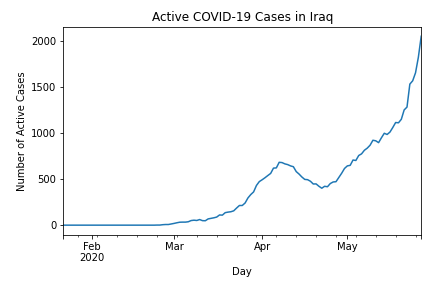 Active COVID-19 Cases in Iraq
Number of Active Cases
2000
1500
1000
500
0
Feb
2020
Mar
Apr
May
Day